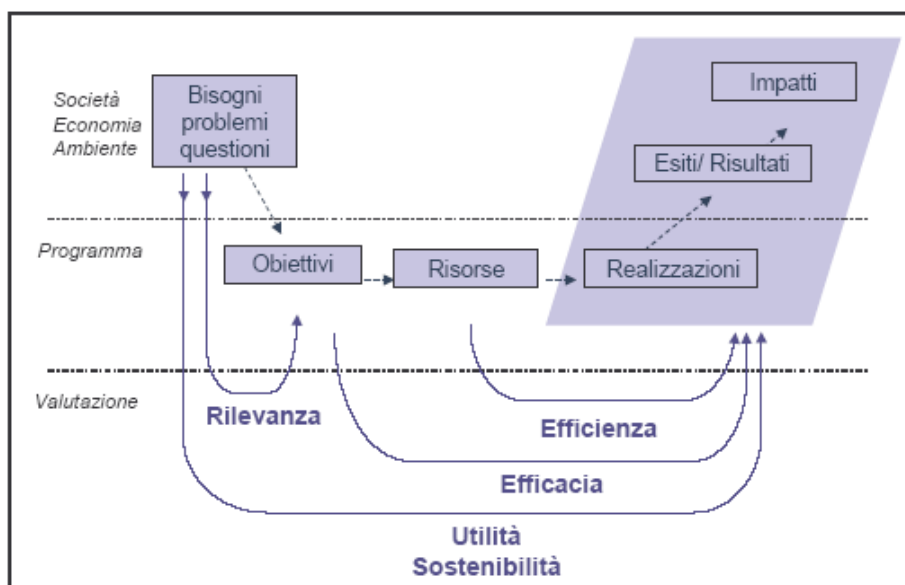 Società
Economia
Ambiente
Bisogni
problemi
questioni
Impatti
Esiti/ Risultati
Programma
Obiettivi
Risorse
Realizzazioni
Valutazione
Rilevanza
Efficienza
Efficacia
Utilità
Sostenibilità